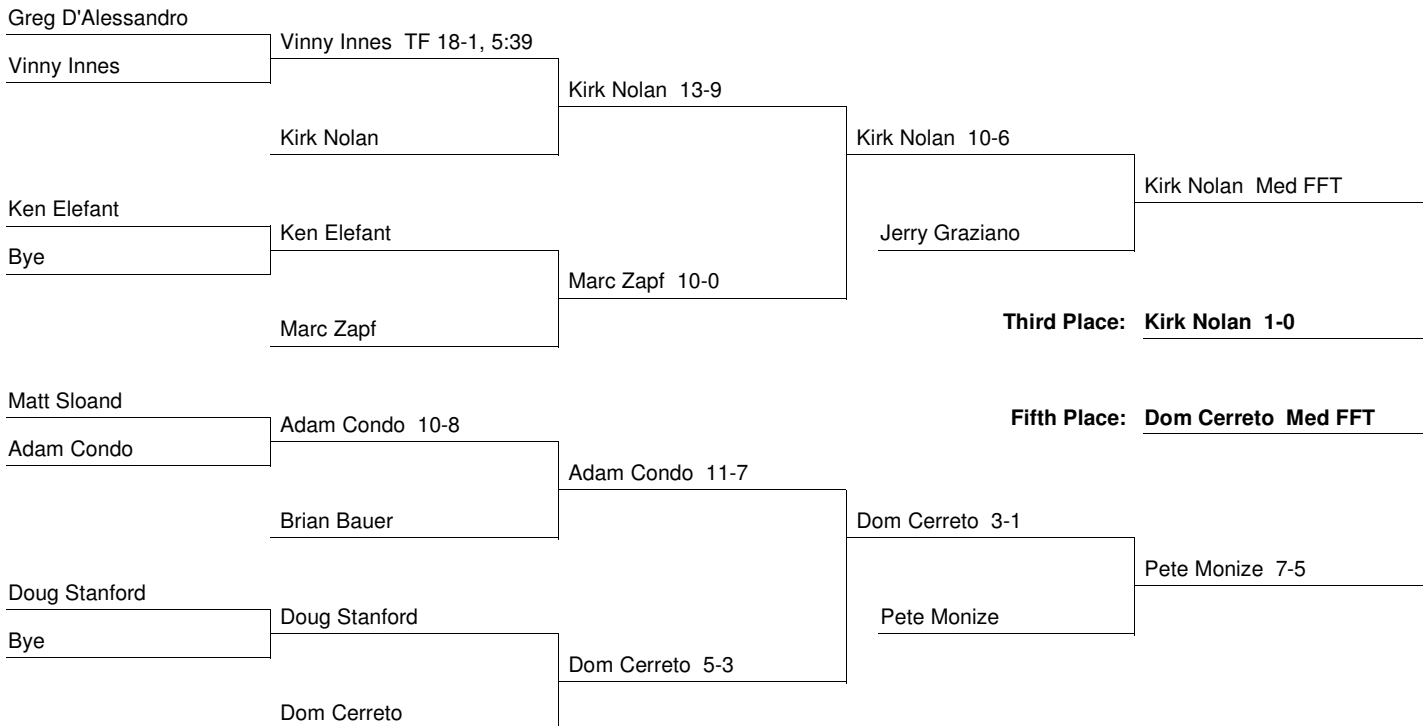 Greg D'Alessandro
Vinny Innes TF 18-1, 5:39
Vinny Innes
Kirk Nolan 13-9
Kirk Nolan
Kirk Nolan 10-6
Kirk Nolan Med FFT
Ken Elefant
Ken Elefant
Jerry Graziano
Bye
Marc Zapf 10-0
Marc Zapf
Third Place: Kirk Nolan 1-0
Matt Sloand
Adam Condo 10-8
Fifth Place: Dom Cerreto Med FFT
Adam Condo
Adam Condo 11-7
Brian Bauer
Dom Cerreto 3-1
Pete Monize 7-5
Doug Stanford
Doug Stanford
Pete Monize
Bye
Dom Cerreto 5-3
Dom Cerreto